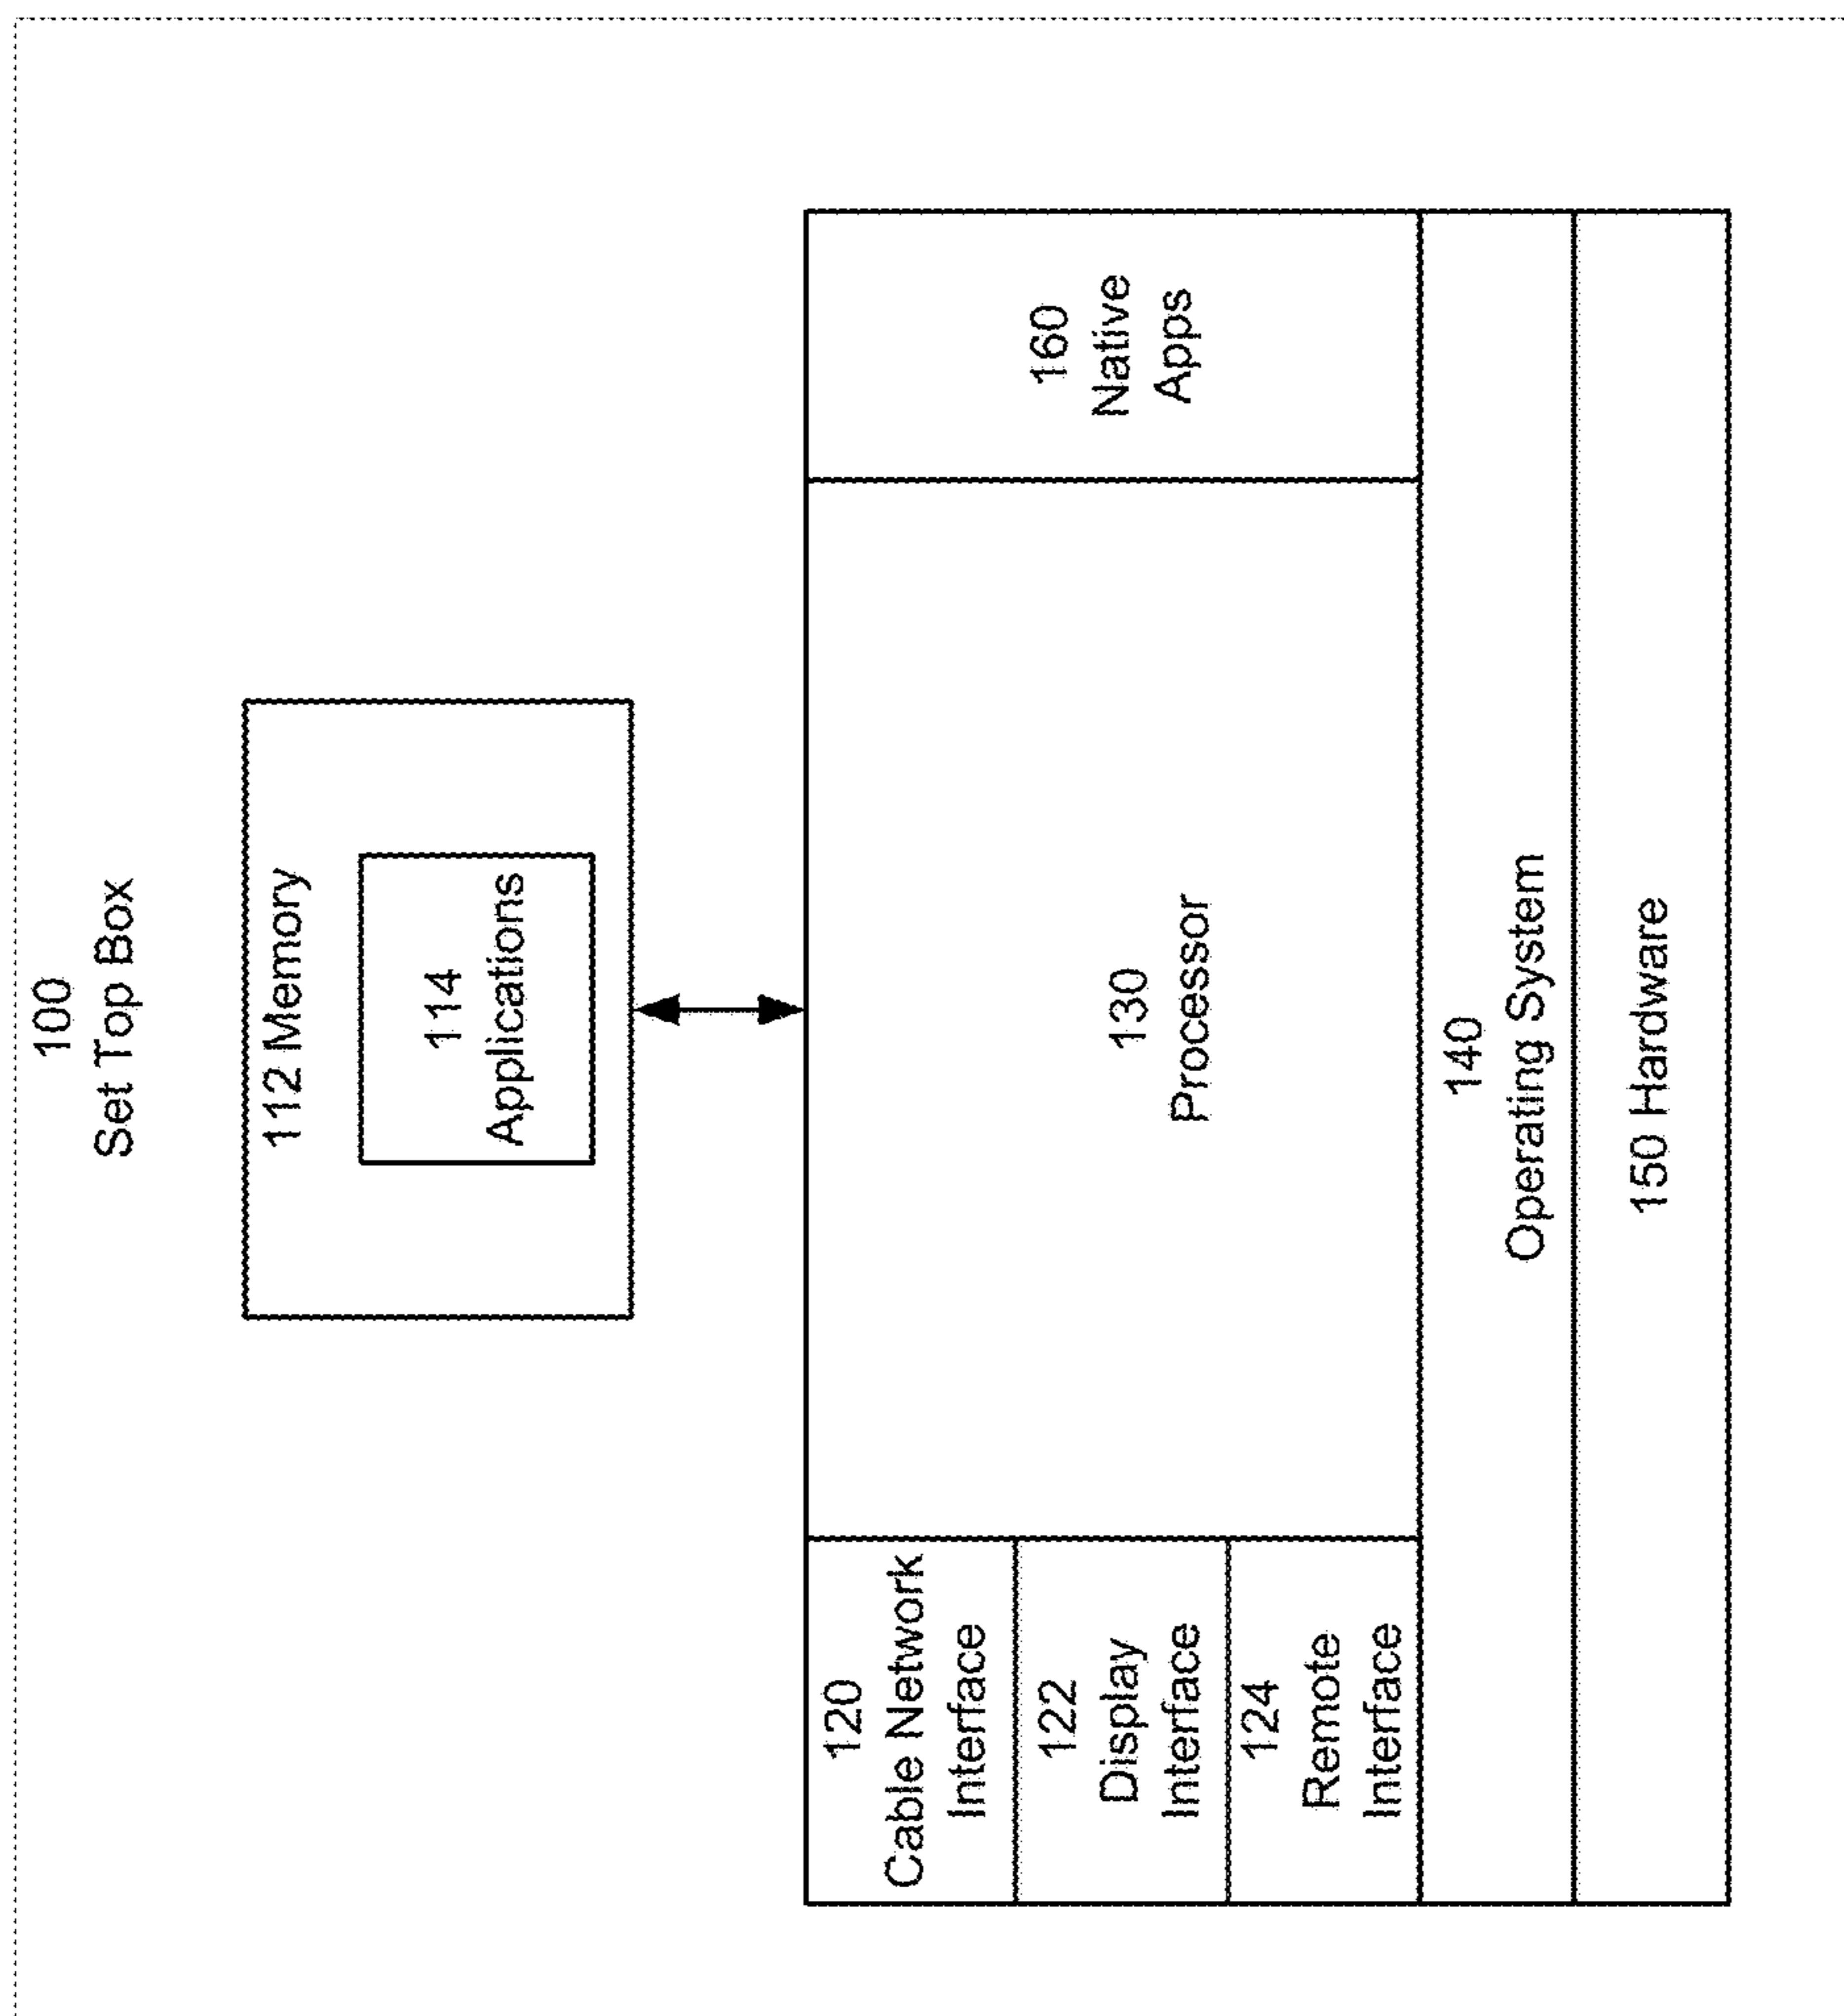 100
Set Top Box
112 Memory
114
Applications
120
Cable Network
Interface
122
Display
Interface
124
Remote
Interface
130
Processor
160
Native
Apps
140
Operating System
150 Hardware